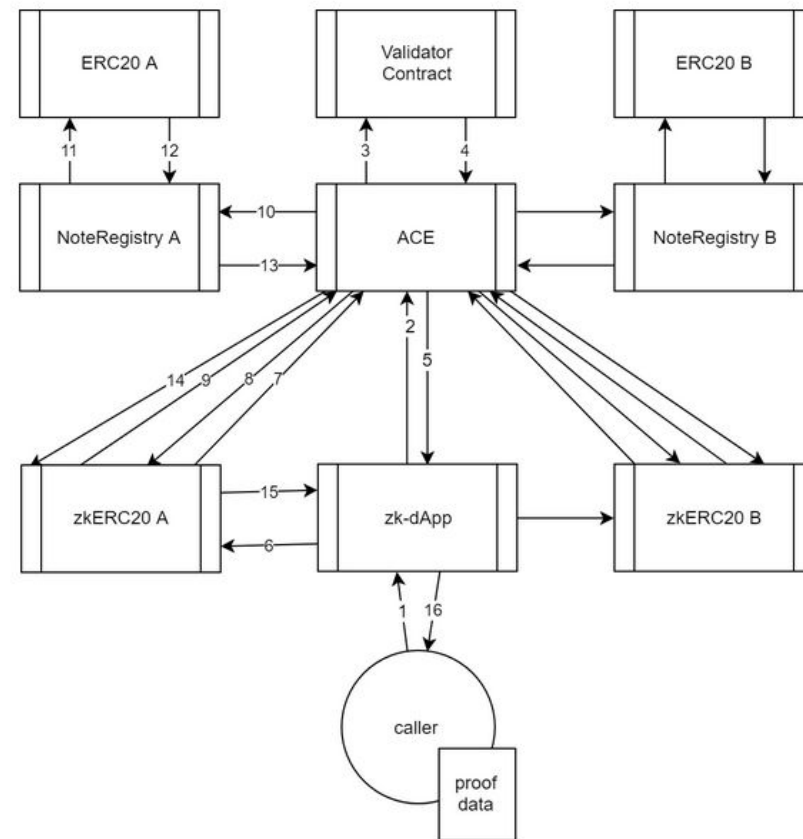 ERC20 A
Validator
Contract
ERC20 B
11
12
3
4
NoteRegistry A
10
13
ACE
NoteRegistry B
2
5
14
9
8
7
zkERC20 A
15
6
zk-dApp
zkERC20 B
1
16
caller
proof
data